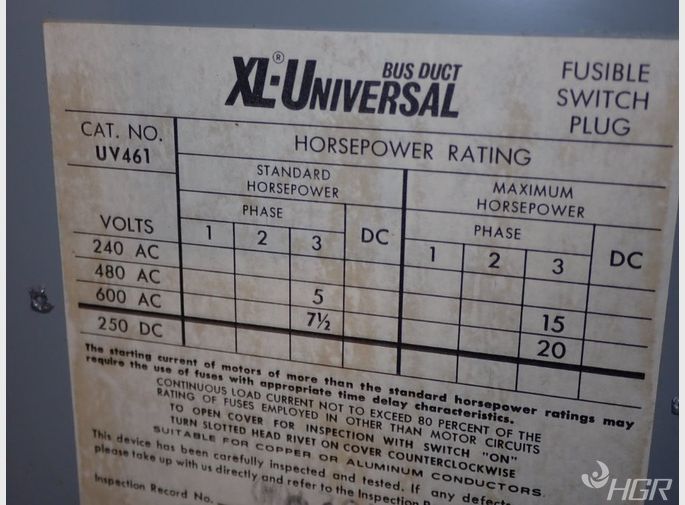 XL®-UNIVERSAL BUS DUCT
FUSIBLE
SWITCH
PLUG
CAT. NO.
UV461
HORSEPOWER RATING
STANDARD
HORSEPOWER
MAXIMUM
HORSEPOWER
VOLTS
PHASE
DC
PHASE
DC
1 2 3
1 2 3
240 AC
480 AC
600 AC
5
15
250 DC
7½
20
The starting current of motors of more than the standard horsepower ratings may
require the use of fuses with appropriate time delay characteristics.
CONTINUOUS LOAD CURRENT NOT TO EXCEED 80 PERCENT OF THE
RATING OF FUSES EMPLOYED IN OTHER THAN MOTOR CIRCUITS
TO OPEN COVER FOR INSPECTION WITH SWITCH "ON"
TURN SLOTTED HEAD RIVET ON COVER COUNTERCLOCKWISE
SUITABLE FOR COPPER OR ALUMINUM CONDUCTORS.
This device has been carefully inspected and tested. If any defects
please take up with us directly and refer to the Inspection
Inspection Record No.
HGR